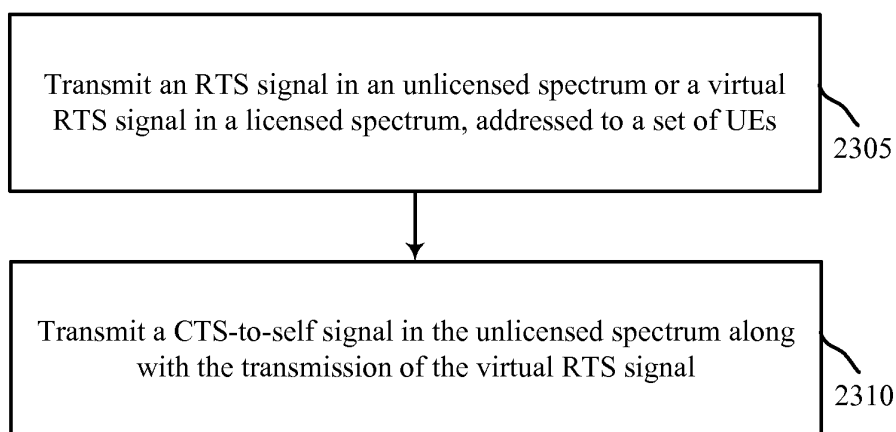 Transmit an RTS signal in an unlicensed spectrum or a virtual
RTS signal in a licensed spectrum, addressed to a set of UEs
2305
Transmit a CTS-to-self signal in the unlicensed spectrum along
with the transmission of the virtual RTS signal
2310